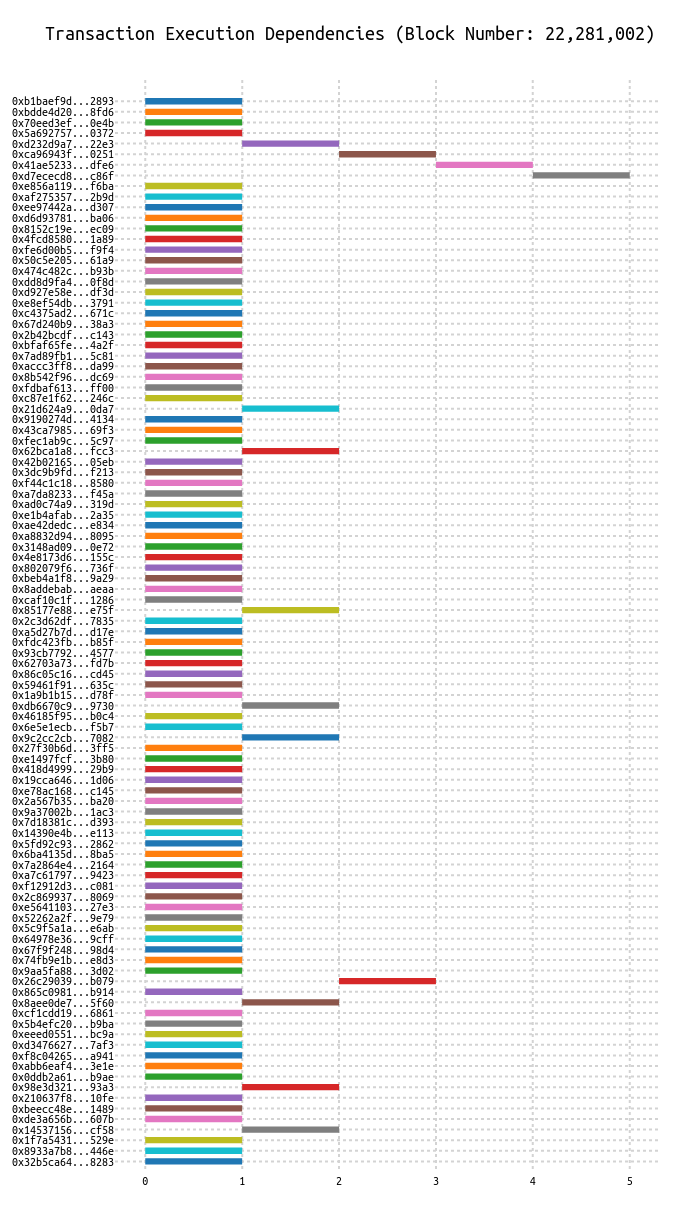 Transaction Execution Dependencies (Block Number: 22,281,002)
0xb1baef9d...2893
0xbdde4d20...8fd6
0x70eed3ef...0e4b
0x5a692757...0372
0xd232d9a7...22e3
0xca96943f...0251
0x41ae5233...dfe6
0xd7ececd8...c86f
0xe856a119...f6ba
0xaf275357...2b9d
0xee97442a...d307
0xd6d93781...ba06
0x8152c19e...ec09
0x4fcd8580...1a89
0xfe6d00b5...f9f4
0x50c5e205...61a9
0x474c482c...b93b
0xdd8d9fa4...0f8d
0xd927e58e...df3d
0xe8ef54db...3791
0xc4375ad2...671c
0x67d240b9...38a3
0x2b42bcdf...c143
0xbfaf65fe...4a2f
0x7ad89fb1...5c81
0xaccc3ff8...da99
0x8b542f96...dc69
0xfdbaf613...ff00
0xc87e1f62...246c
0x21d624a9...0da7
0x9190274d...4134
0x43ca7985...69f3
0xfec1ab9c...5c97
0x62bca1a8...fcc3
0x42b02165...05eb
0x3dc9b9fd...f213
0xf44c1c18...8580
0xa7da8233...f45a
0xad0c74a9...319d
0xe1b4afab...2a35
0xae42dedc...e834
0xa8832d94...8095
0x3148ad09...0e72
0x4e8173d6...155c
0x802079f6...736f
0xbeb4a1f8...9a29
0x8addebab...aeaa
0xcaf10c1f...1286
0x85177e88...e75f
0x2c3d62df...7835
0xa5d27b7d...d17e
0xfdc423fb...b85f
0x93cb7792...4577
0x62703a73...fd7b
0x86c05c16...cd45
0x59461f91...635c
0x1a9b1b15...d78f
0xdb6670c9...9730
0x46185f95...b0c4
0x6e5e1ecb...f5b7
0x9c2cc2cb...7082
0x27f30b6d...3ff5
0xe1497fcf...3b80
0x418d4999...29b9
0x19cca646...1d06
0xe78ac168...c145
0x2a567b35...ba20
0x9a37002b...1ac3
0x7d18381c...d393
0x14390e4b...e113
0x5fd92c93...2862
0x6ba4135d...8ba5
0x7a2864e4...2164
0xa7c61797...9423
0xf12912d3...c081
0x2c869937...8069
0xe5641103...27e3
0x52262a2f...9e79
0x5c9f5a1a...e6ab
0x64978e36...9cff
0x67f9f248...98d4
0x74fb9e1b...e8d3
0x9aa5fa88...3d02
0x26c29039...b079
0x865c0981...b914
0x8aee0de7...5f60
0xcf1cdd19...6861
0x5b4efc20...b9ba
0xeeed0551...bc9a
0xd3476627...7af3
0xf8c04265...a941
0xabb6eaf4...3e1e
0x0ddb2a61...b9ae
0x98e3d321...93a3
0x210637f8...10fe
0xbeecc48e...1489
0xde3a656b...607b
0x14537156...cf58
0x1f7a5431...529e
0x8933a7b8...446e
0x32b5ca64...8283
0 1 2 3 4 5